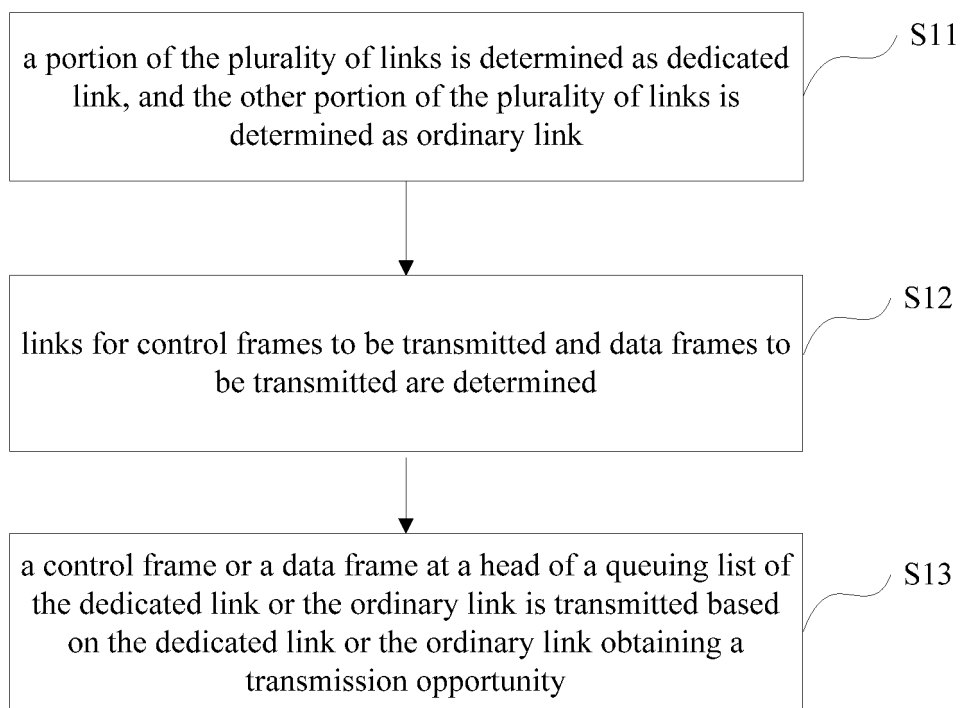 S11
a portion of the plurality of links is determined as dedicated
link, and the other portion of the plurality of links is
determined as ordinary link
S12
links for control frames to be transmitted and data frames to
be transmitted are determined
S13
a control frame or a data frame at a head of a queuing list of
the dedicated link or the ordinary link is transmitted based
on the dedicated link or the ordinary link obtaining a
transmission opportunity